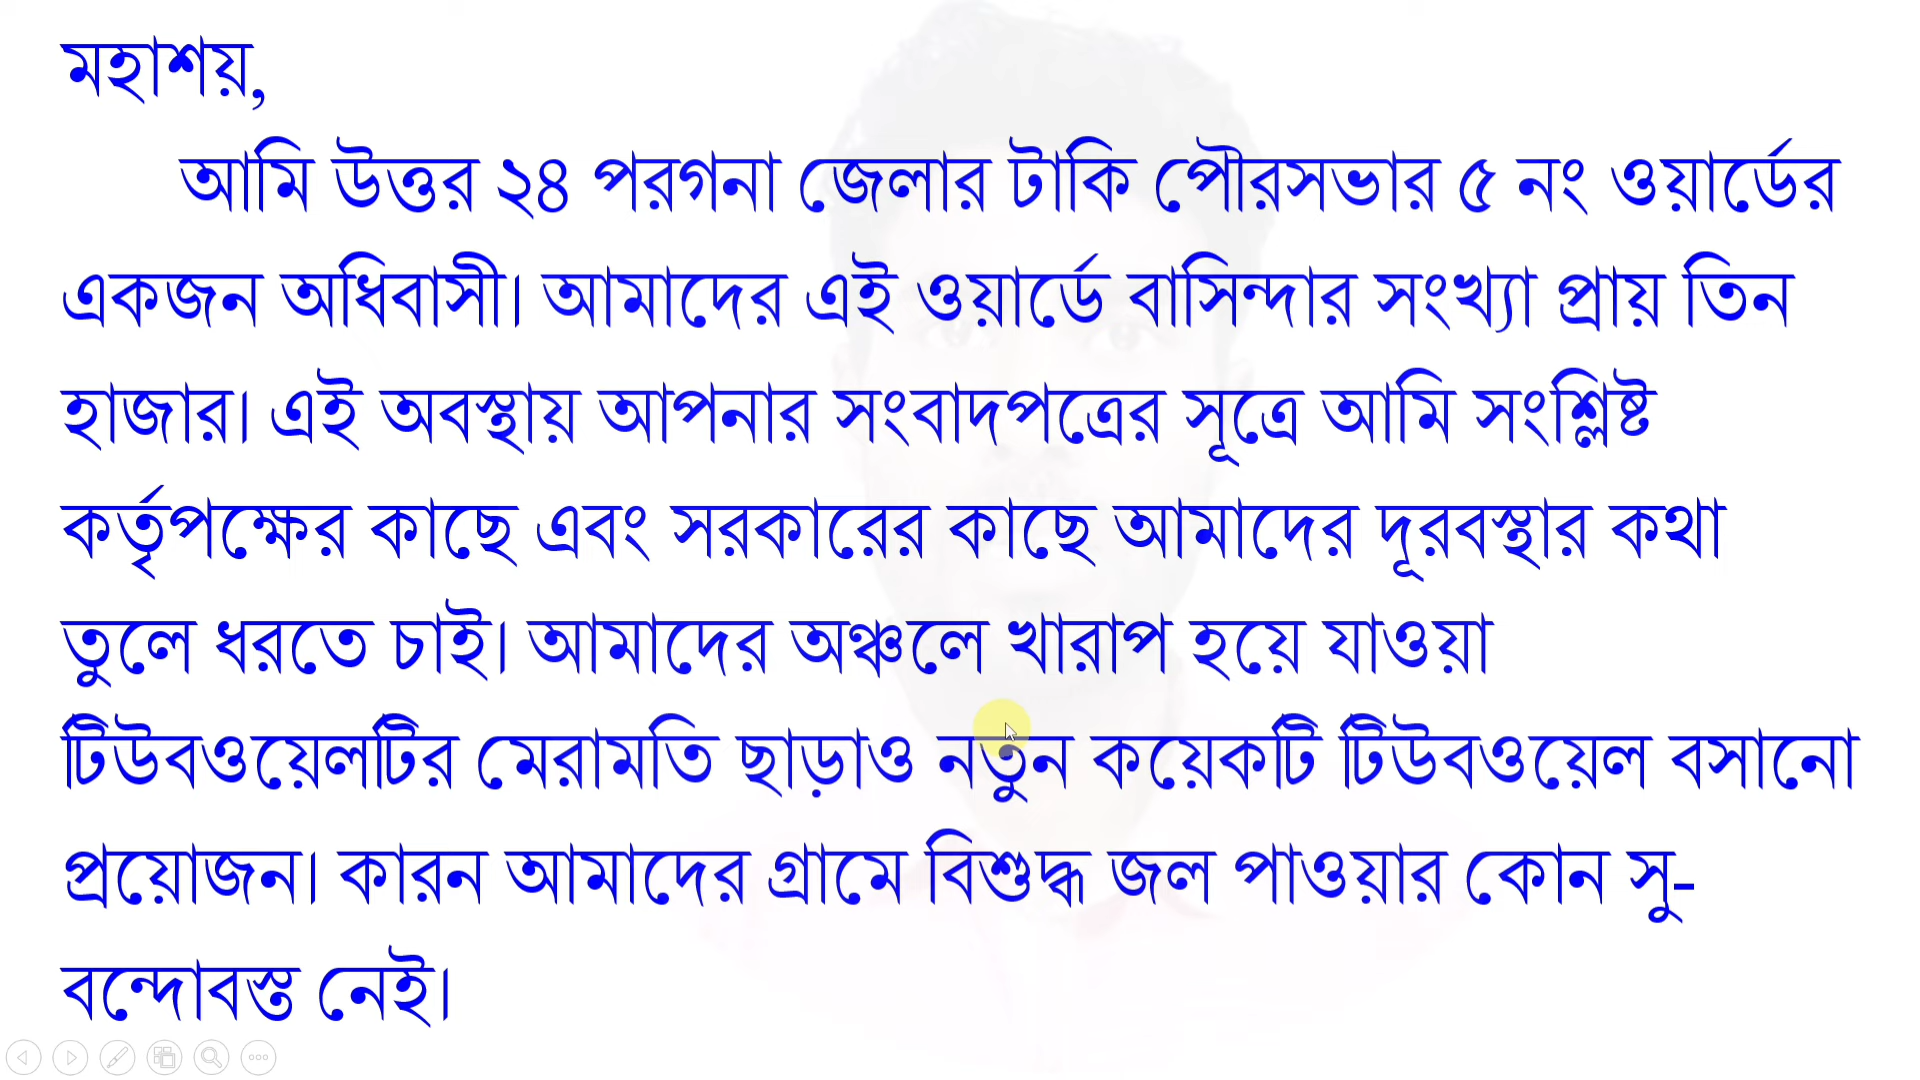 মহাশয়,
আমি উত্তর ২৪ পরগনা জেলার টাকি পৌরসভার ৫ নং ওয়ার্ডের
একজন অধিবাসী। আমাদের এই ওয়ার্ডে বাসিন্দার সংখ্যা প্রায় তিন
হাজার। এই অবস্থায় আপনার সংবাদপত্রের সূত্রে আমি সংশ্লিষ্ট
কর্তৃপক্ষের কাছে এবং সরকারের কাছে আমাদের দূরবস্থার কথা
তুলে ধরতে চাই। আমাদের অঞ্চলে খারাপ হয়ে যাওয়া
টিউবওয়েলটির মেরামতি ছাড়াও নতুন কয়েকটি টিউবওয়েল বসানো
প্রয়োজন। কারন আমাদের গ্রামে বিশুদ্ধ জল পাওয়ার কোন সু-
বন্দোবস্ত নেই।